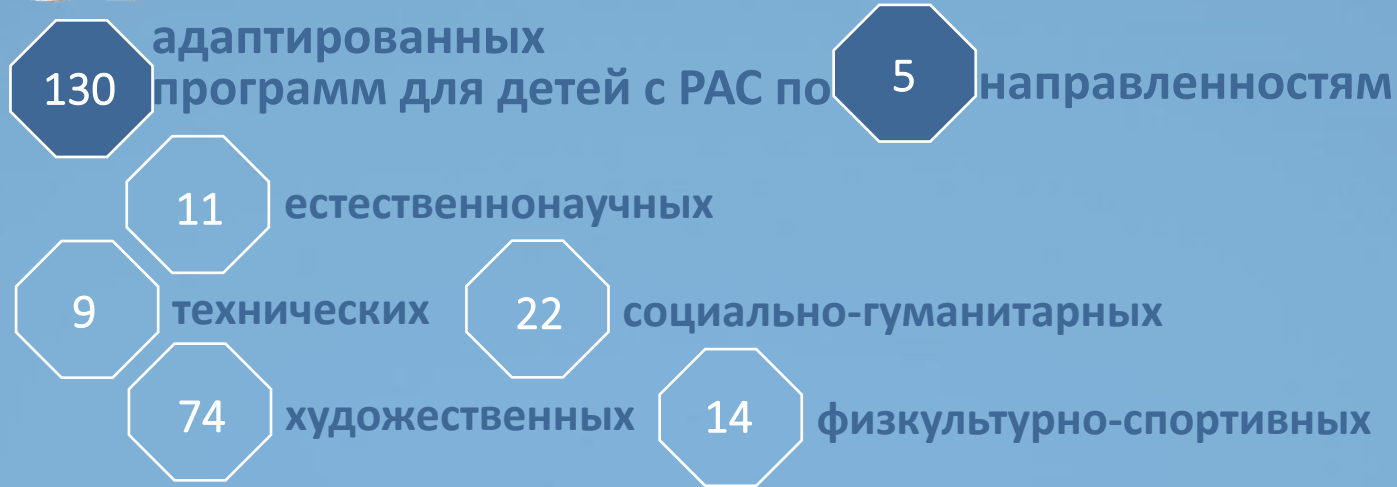 адаптированных
130 программ для детей с РАС по 5 направленностям
11 естественнонаучных
9 технических 22 социально-гуманитарных
74 художественных 14 физкультурно-спортивных